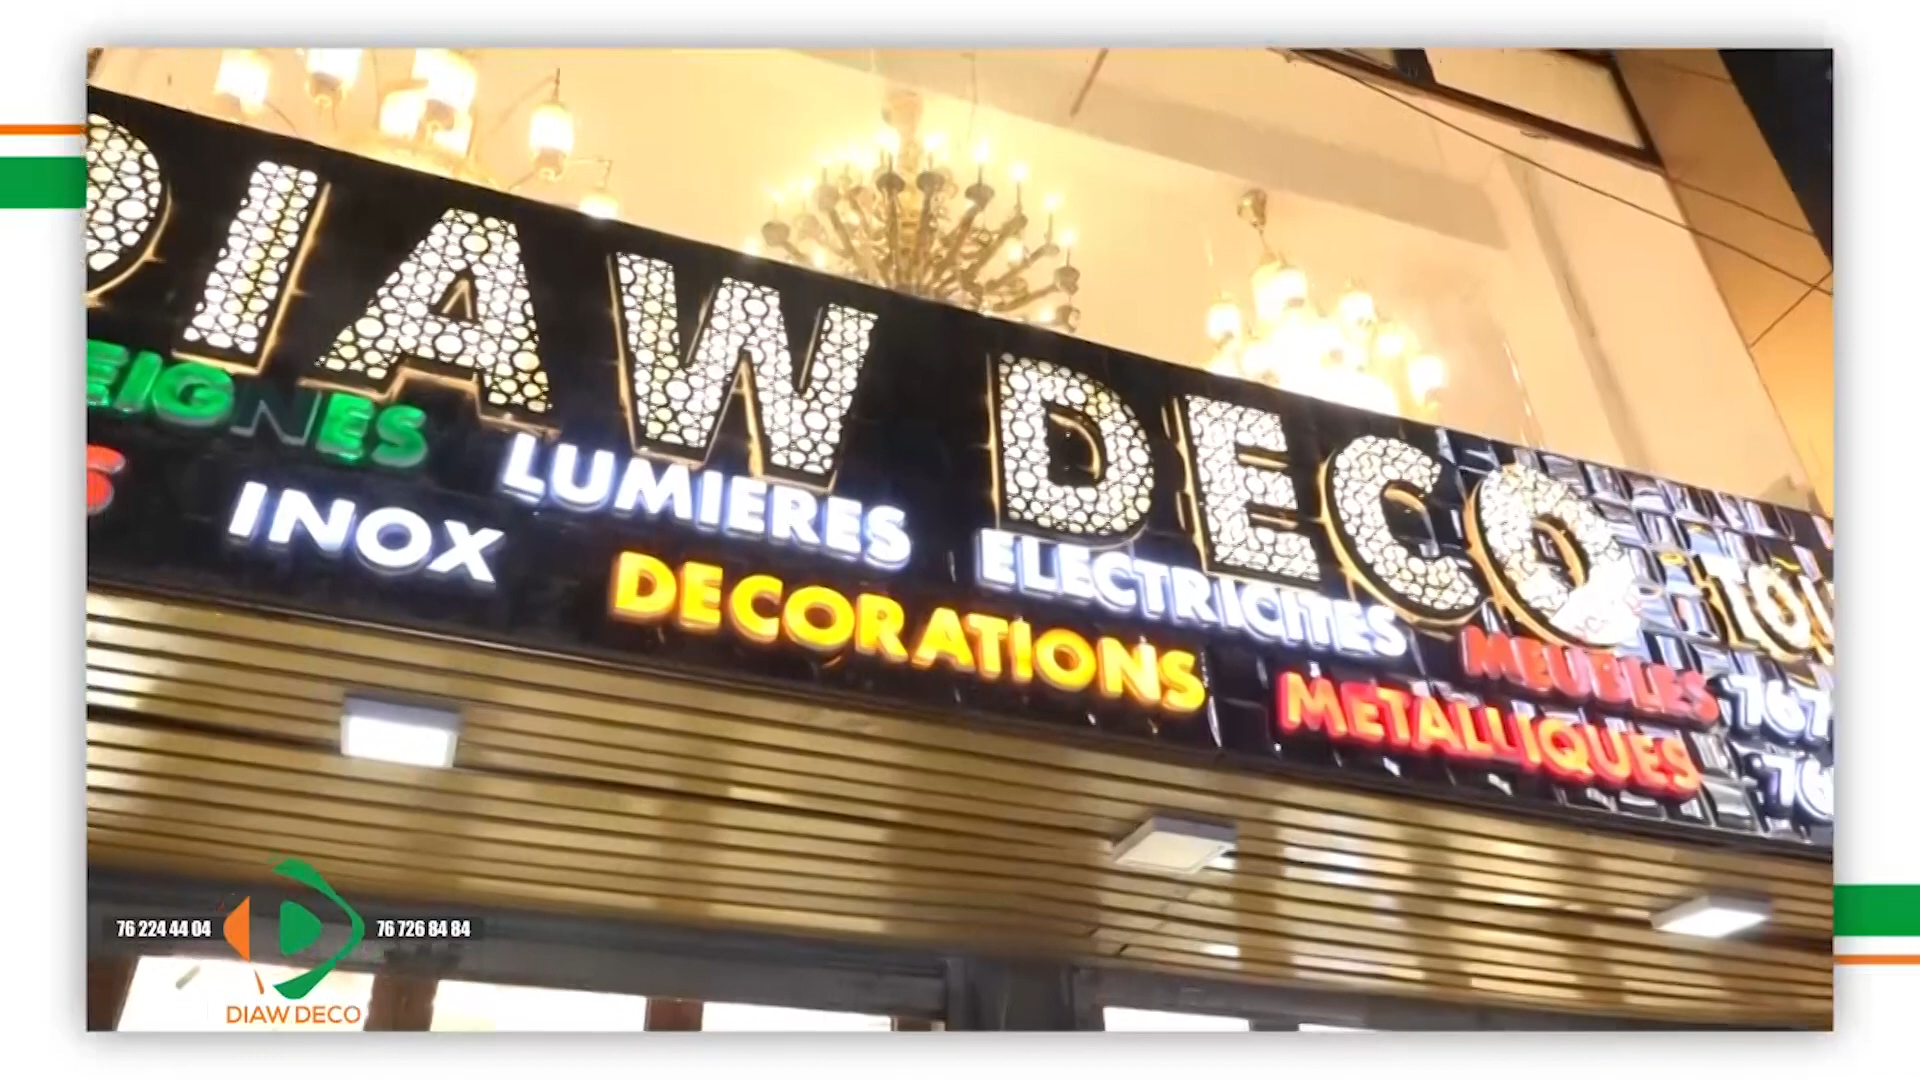 DIAW DECO
EIGNES LUMIERES ELECTRICITES MEUBLES
INOX DECORATIONS METALLIQUES
76 224 44 04
76 726 84 84
DIAW DECO